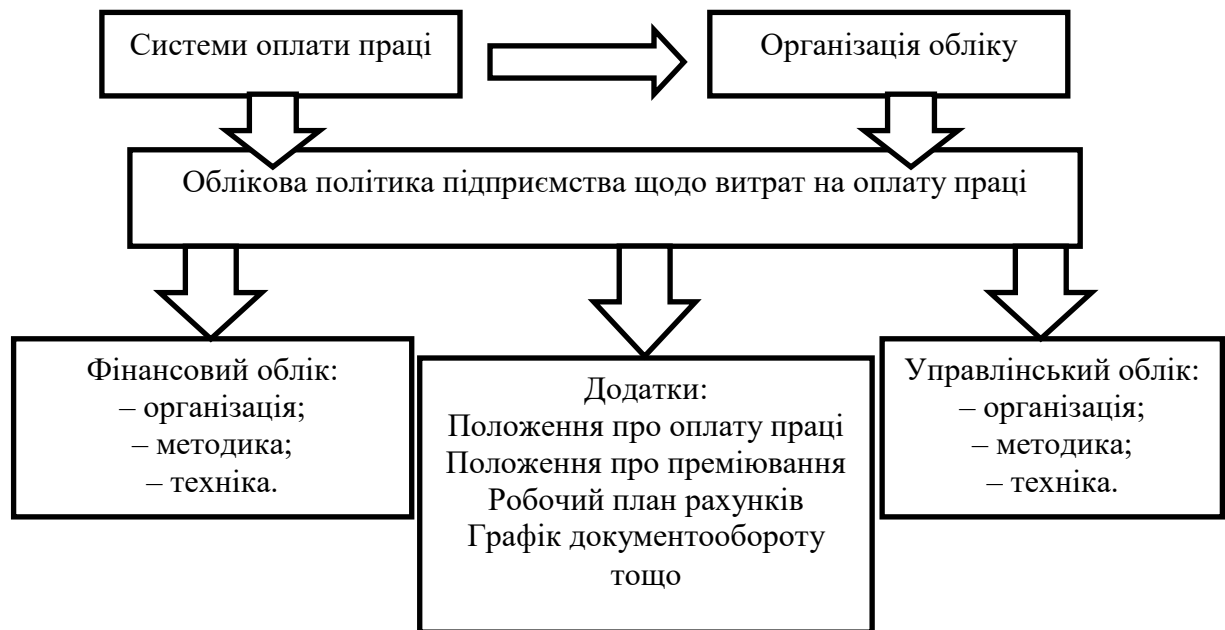 Системи оплати праці
Організація обліку
Облікова політика підприємства щодо витрат на оплату праці
Фінансовий облік:
– організація;
– методика;
– техніка.
Додатки:
Положення про оплату праці
Положення про преміювання
Робочий план рахунків
Графік документообороту
тощо
Управлінський облік:
– організація;
– методика;
– техніка.